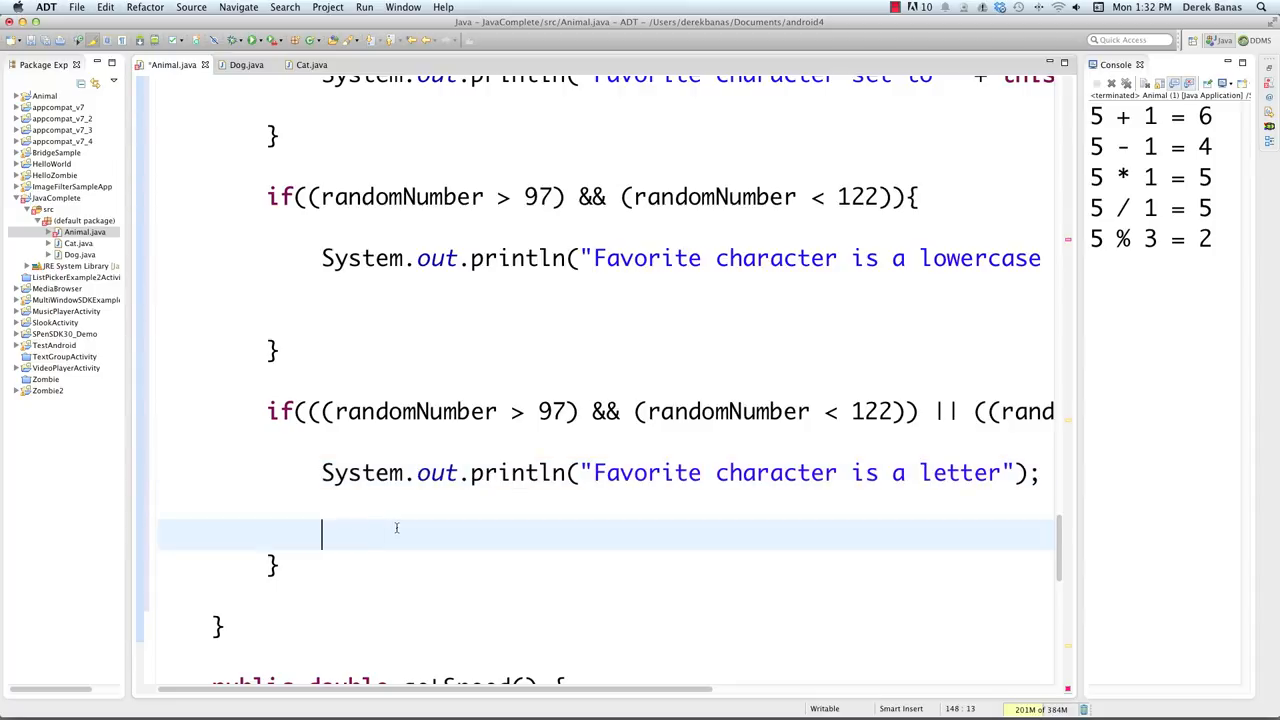 ADT File Edit Refactor Source Navigate Search Project Run Window Help 10 Mon 1:32 PM Derek Banas
Java – JavaComplete/src/Animal.java – ADT – /Users/derekbanas/Documents/android4
Quick Access Java DDMS
Package Exp
*Animal.java Dog.java Cat.java
Console
<terminated> Animal (1) [Java Application] /S
Animal
appcompat_v7
appcompat_v7_2
appcompat_v7_3
appcompat_v7_4
BridgeSample
HelloWorld
HelloZombie
ImageFilterSampleApp
JavaComplete
src
(default package)
Animal.java
Cat.java
Dog.java
JRE System Library [Ja
ListPickerExample2Activi
MediaBrowser
MultiWindowSDKExample
MusicPlayerActivity
SlookActivity
SPenSDK30_Demo
TestAndroid
TextGroupActivity
VideoPlayerActivity
Zombie
Zombie2
System.out.println("Favorite character set to " + this
}
if((randomNumber > 97) && (randomNumber < 122)){
System.out.println("Favorite character is a lowercase
}
if(((randomNumber > 97) && (randomNumber < 122)) || ((rand
System.out.println("Favorite character is a letter");
}
}
public double getSpeed() {
5 + 1 = 6
5 - 1 = 4
5 * 1 = 5
5 / 1 = 5
5 % 3 = 2
Writable Smart Insert 148 : 13 201M of 384M